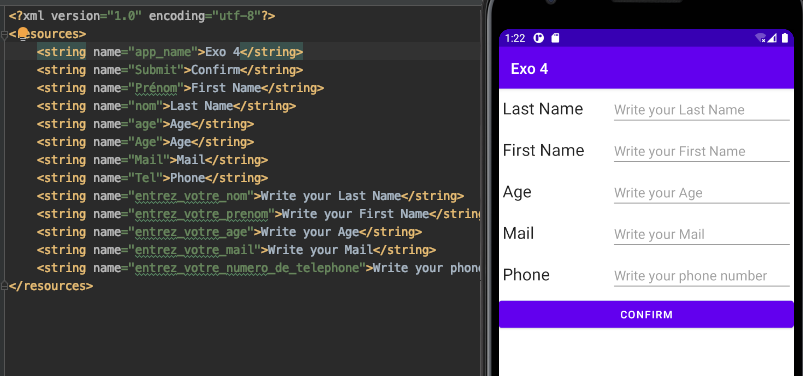 <?xml version="1.0" encoding="utf-8"?>
<resources>
<string name="app_name">Exo 4</string>
<string name="Submit">Confirm</string>
<string name="Prénom">First Name</string>
<string name="nom">Last Name</string>
<string name="age">Age</string>
<string name="Age">Age</string>
<string name="Mail">Mail</string>
<string name="Tel">Phone</string>
<string name="entrez_votre_nom">Write your Last Name</string>
<string name="entrez_votre_prenom">Write your First Name</string>
<string name="entrez_votre_age">Write your Age</string>
<string name="entrez_votre_mail">Write your Mail</string>
<string name="entrez_votre_numero_de_telephone">Write your phone
</resources>
1:22
Exo 4
Last Name Write your Last Name
First Name Write your First Name
Age Write your Age
Mail Write your Mail
Phone Write your phone number
CONFIRM